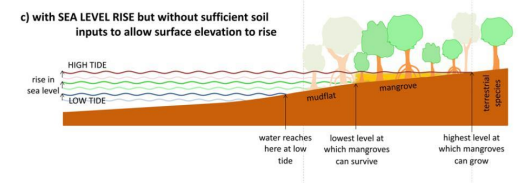 c) with SEA LEVEL RISE but without sufficient soil
inputs to allow surface elevation to rise
HIGH TIDE
rise in
sea level
LOW TIDE
mudflat
mangrove
terrestrial
species
water reaches
here at low
tide
lowest level at
which mangroves
can survive
highest level at
which mangroves
can grow